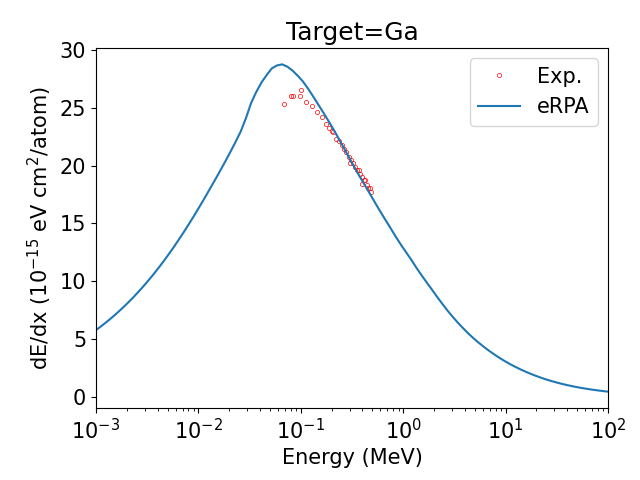 Target=Ga
dE/dx (10⁻¹⁵ eV cm²/atom)
30
25
20
15
10
5
0
Exp.
eRPA
10⁻³ 10⁻² 10⁻¹ 10⁰ 10¹ 10²
Energy (MeV)